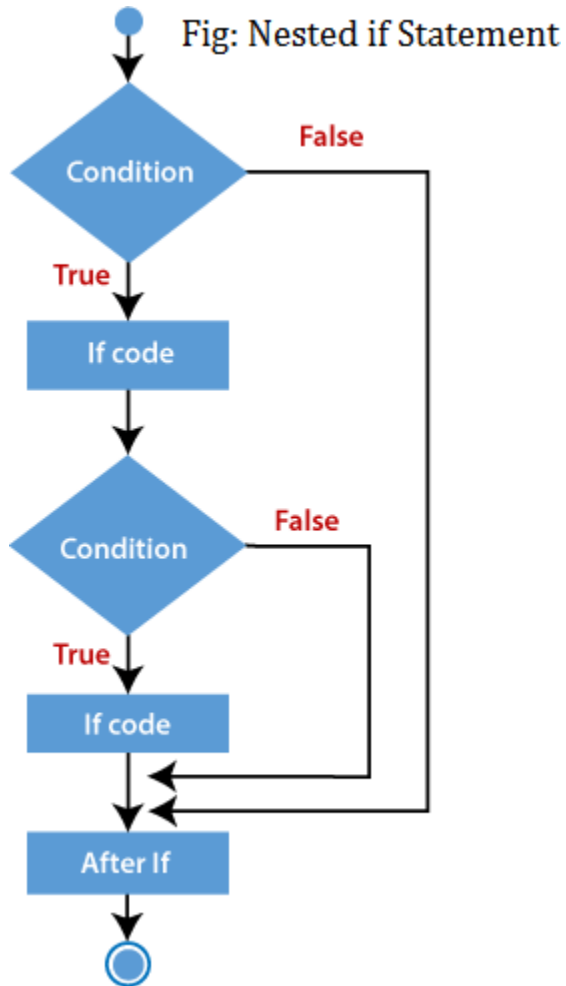 Fig: Nested if Statement
False
Condition
True
If code
False
Condition
True
If code
After If